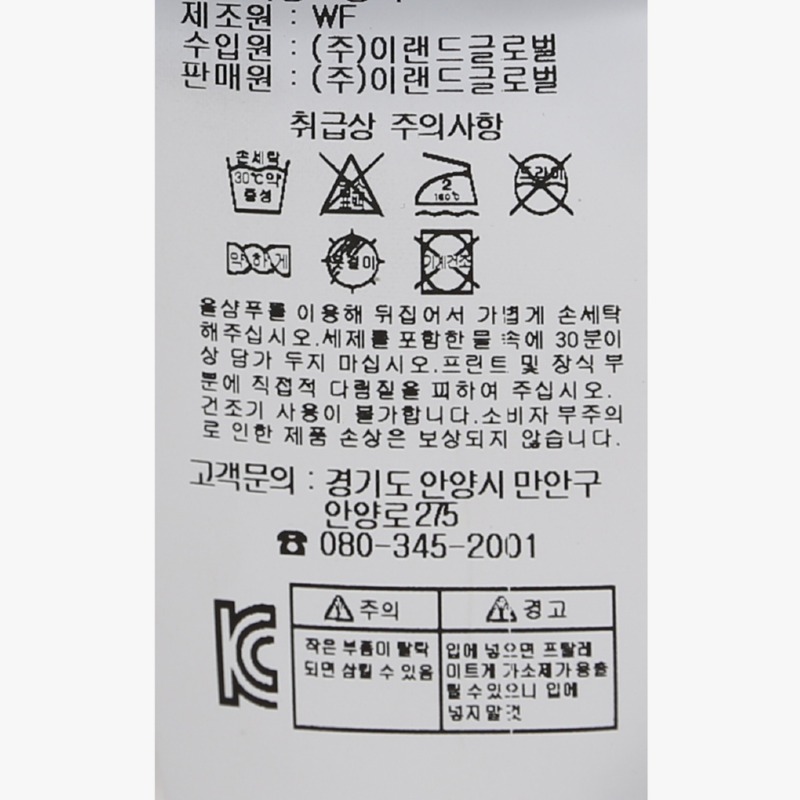 제조원 : WF
수입원 : (주)이랜드글로벌
판매원 : (주)이랜드글로벌
취급상 주의사항
손세탁
30℃약
중성
2
160℃
드라이
약하게
옷걸이
기계건조
울샴푸를 이용해 뒤집어서 가볍게 손세탁
해주십시오.세제를 포함한 물 속에 30분이
상 담가 두지 마십시오.프린트 및 장식 부
분에 직접적 다림질을 피하여 주십시오.
건조기 사용이 불가합니다.소비자 부주의
로 인한 제품 손상은 보상되지 않습니다.
고객문의 : 경기도 안양시 만안구
안양로 275
☎ 080-345-2001
KC
⚠ 주의
작은 부품이 탈락
되면 삼킬 수 있음
⚠ 경고
입에 넣으면 프탈레
이트계 가소제가 용출
될 수 있으니 입에
넣지 말 것